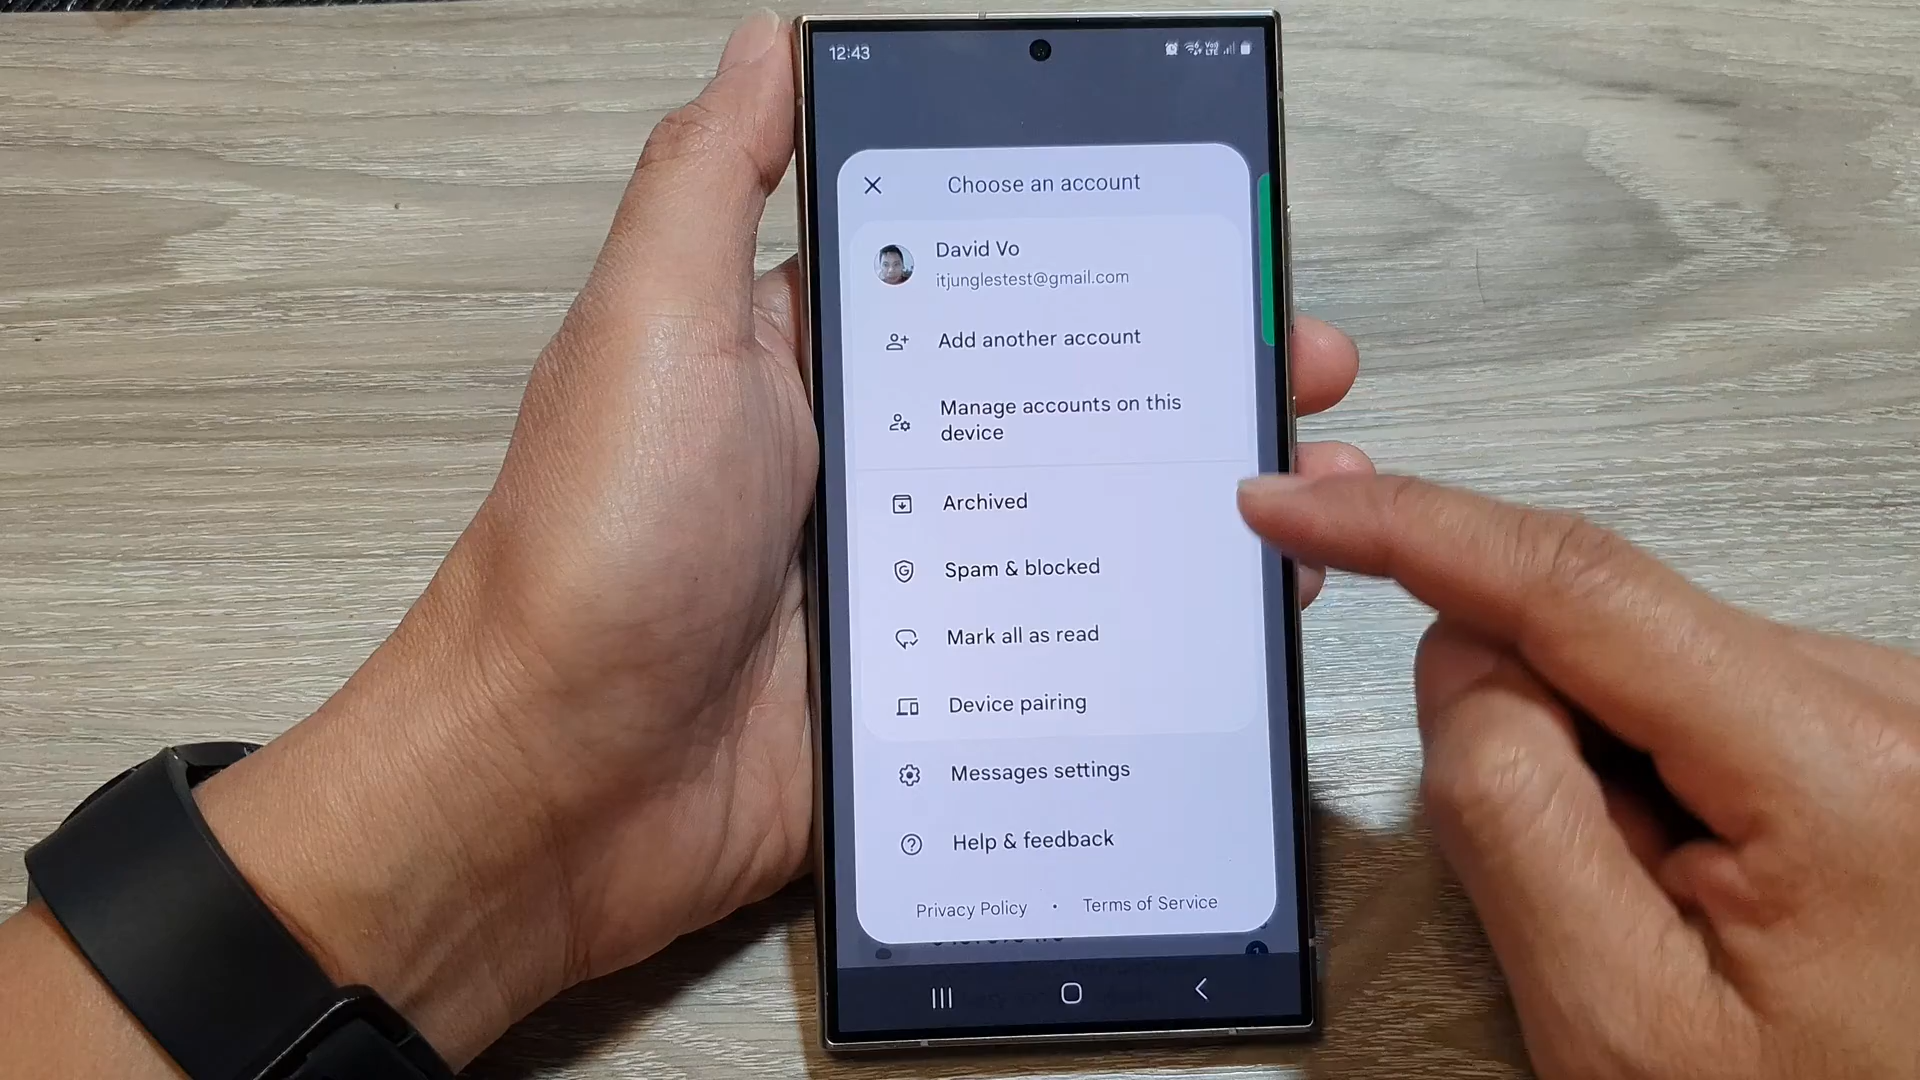 12:43
Choose an account
David Vo
itjunglestest@gmail.com
Add another account
Manage accounts on this
device
Archived
Spam & blocked
Mark all as read
Device pairing
Messages settings
Help & feedback
Privacy Policy • Terms of Service